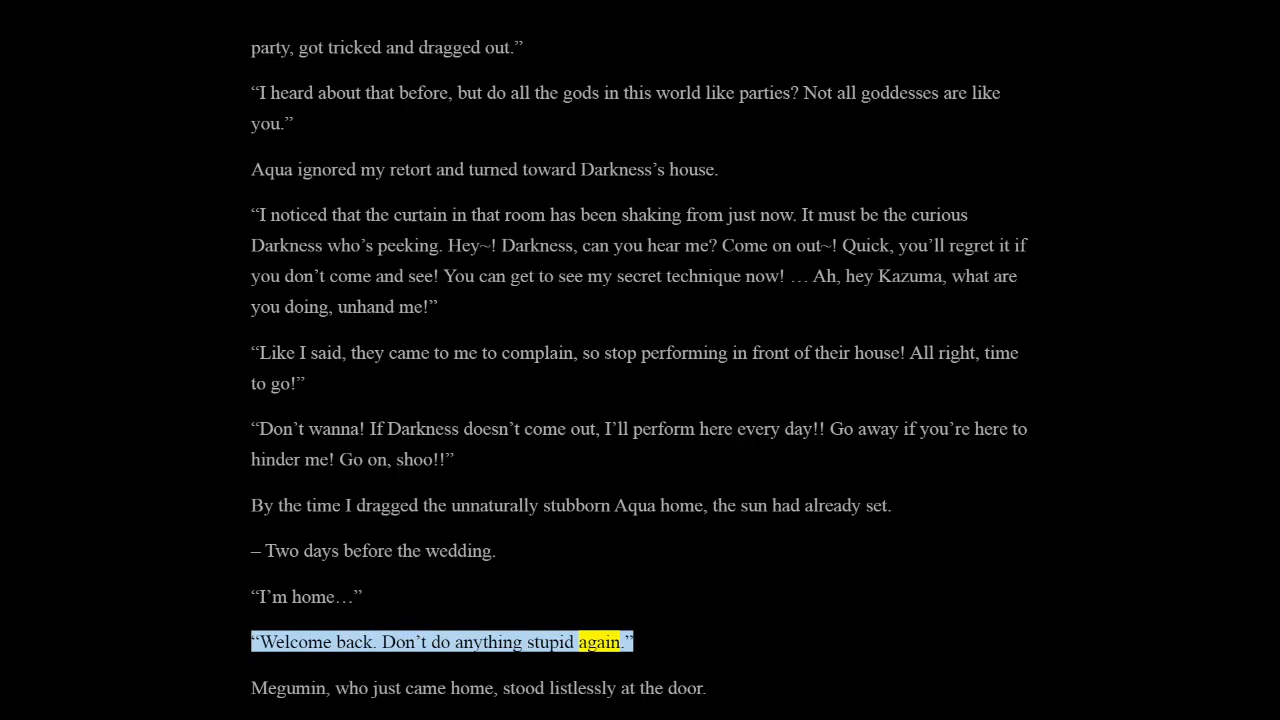 party, got tricked and dragged out.”
“I heard about that before, but do all the gods in this world like parties? Not all goddesses are like
you.”
Aqua ignored my retort and turned toward Darkness’s house.
“I noticed that the curtain in that room has been shaking from just now. It must be the curious
Darkness who’s peeking. Hey~! Darkness, can you hear me? Come on out~! Quick, you’ll regret it if
you don’t come and see! You can get to see my secret technique now! … Ah, hey Kazuma, what are
you doing, unhand me!”
“Like I said, they came to me to complain, so stop performing in front of their house! All right, time
to go!”
“Don’t wanna! If Darkness doesn’t come out, I’ll perform here every day!! Go away if you’re here to
hinder me! Go on, shoo!!”
By the time I dragged the unnaturally stubborn Aqua home, the sun had already set.
– Two days before the wedding.
“I’m home…”
“Welcome back. Don’t do anything stupid again.”
Megumin, who just came home, stood listlessly at the door.